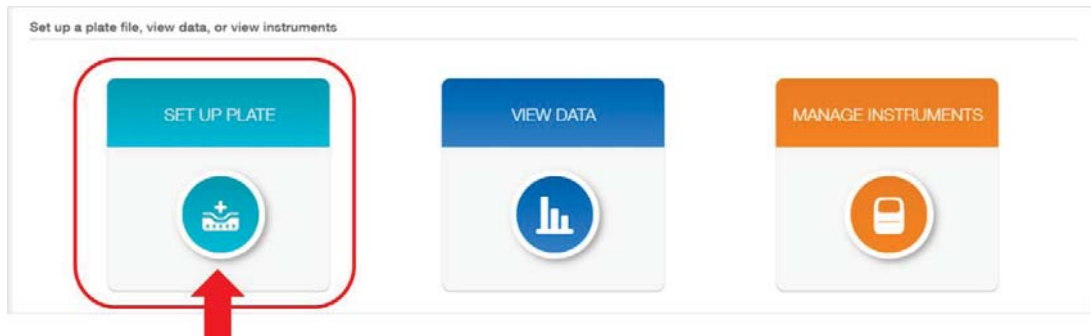 Set up a plate file, view data, or view instruments
SET UP PLATE
VIEW DATA
MANAGE INSTRUMENTS